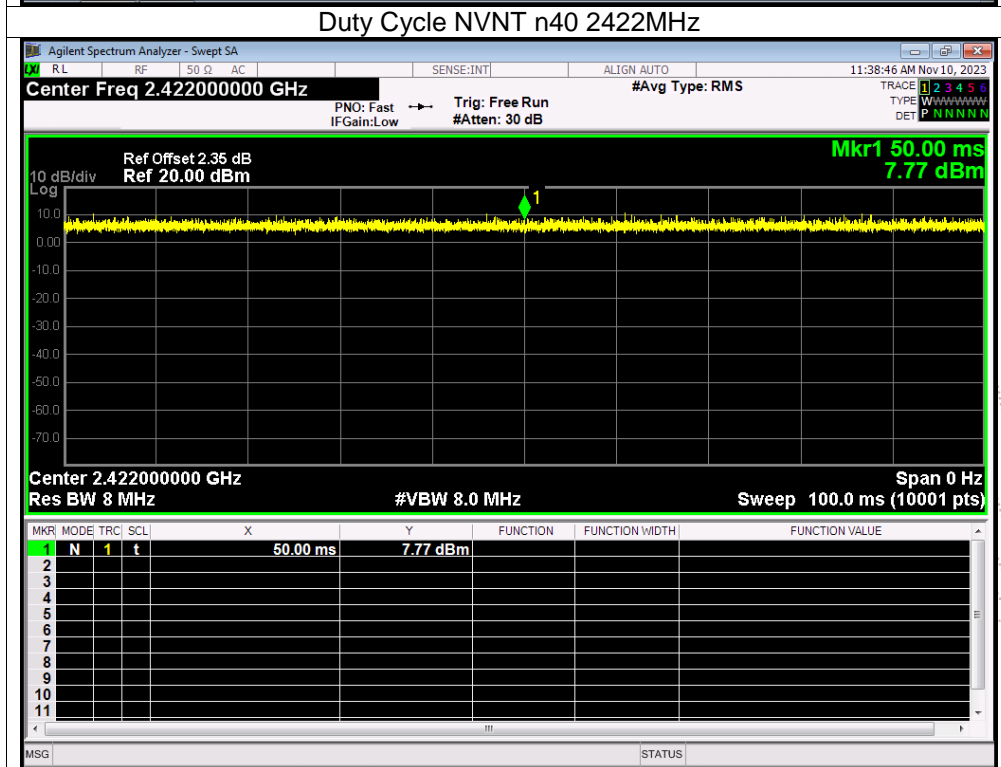 Duty Cycle NVNT n40 2422MHz
Agilent Spectrum Analyzer - Swept SA
LXI RL RF 50 Ω AC SENSE:INT ALIGN AUTO 11:38:46 AM Nov 10, 2023
Center Freq 2.422000000 GHz #Avg Type: RMS TRACE 1 2 3 4 5 6
PNO: Fast Trig: Free Run TYPE WWWWWW
IFGain:Low #Atten: 30 dB DET P N N N N N
Ref Offset 2.35 dB Mkr1 50.00 ms
10 dB/div Ref 20.00 dBm 7.77 dBm
Log
1
10.0
0.00
-10.0
-20.0
-30.0
-40.0
-50.0
-60.0
-70.0
Center 2.422000000 GHz Span 0 Hz
Res BW 8 MHz #VBW 8.0 MHz Sweep 100.0 ms (10001 pts)
MKR MODE TRC SCL X Y FUNCTION FUNCTION WIDTH FUNCTION VALUE
1 N 1 t 50.00 ms 7.77 dBm
2
3
4
5
6
7
8
9
10
11
MSG STATUS